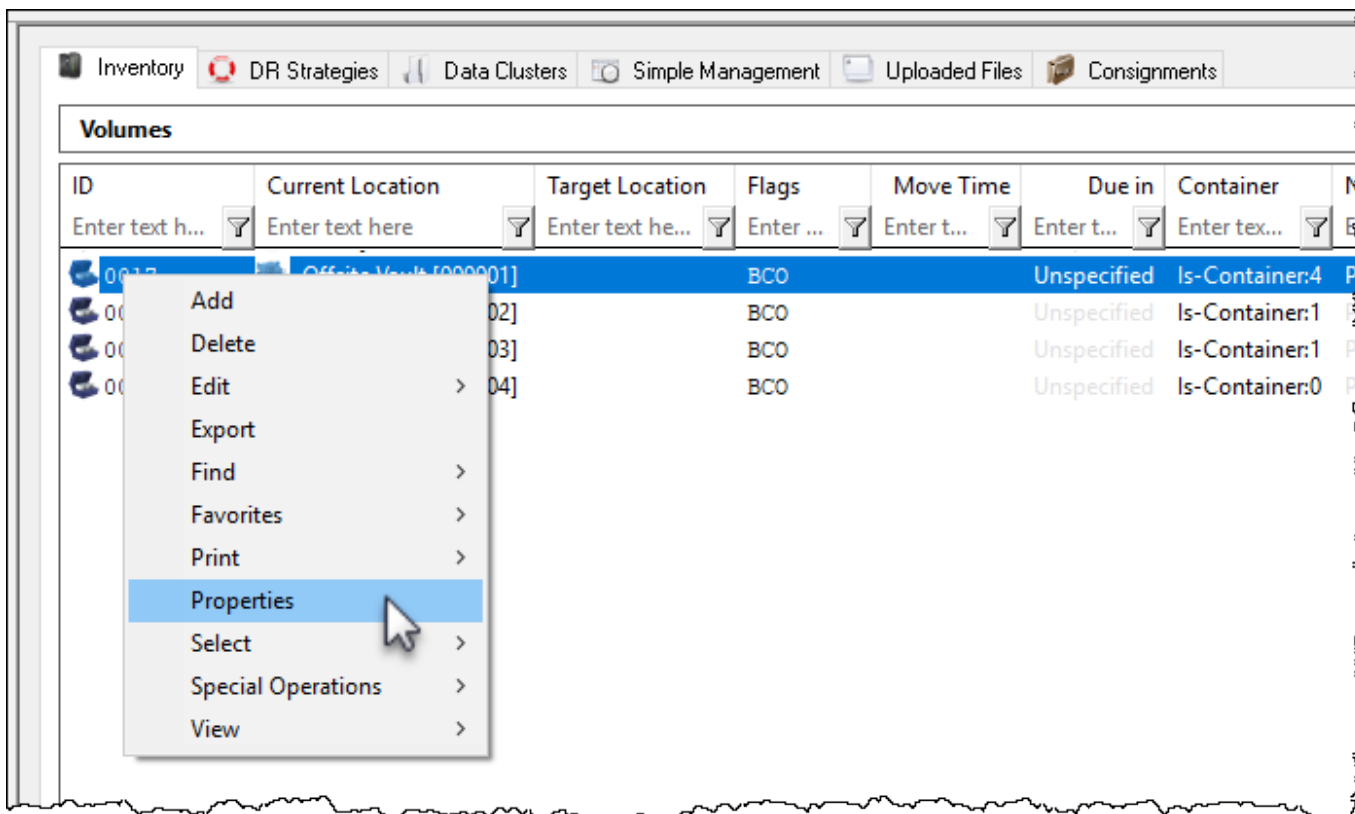 Inventory DR Strategies Data Clusters Simple Management Uploaded Files Consignments
Volumes
ID Current Location Target Location Flags Move Time Due in Container
Enter text h... Enter text here Enter text he... Enter ... Enter t... Enter t... Enter tex...
Offsite Vault [000001] BCO Unspecified Is-Container:4
02] BCO Unspecified Is-Container:1
03] BCO Unspecified Is-Container:1
04] BCO Unspecified Is-Container:0
Add
Delete
Edit
Export
Find
Favorites
Print
Properties
Select
Special Operations
View